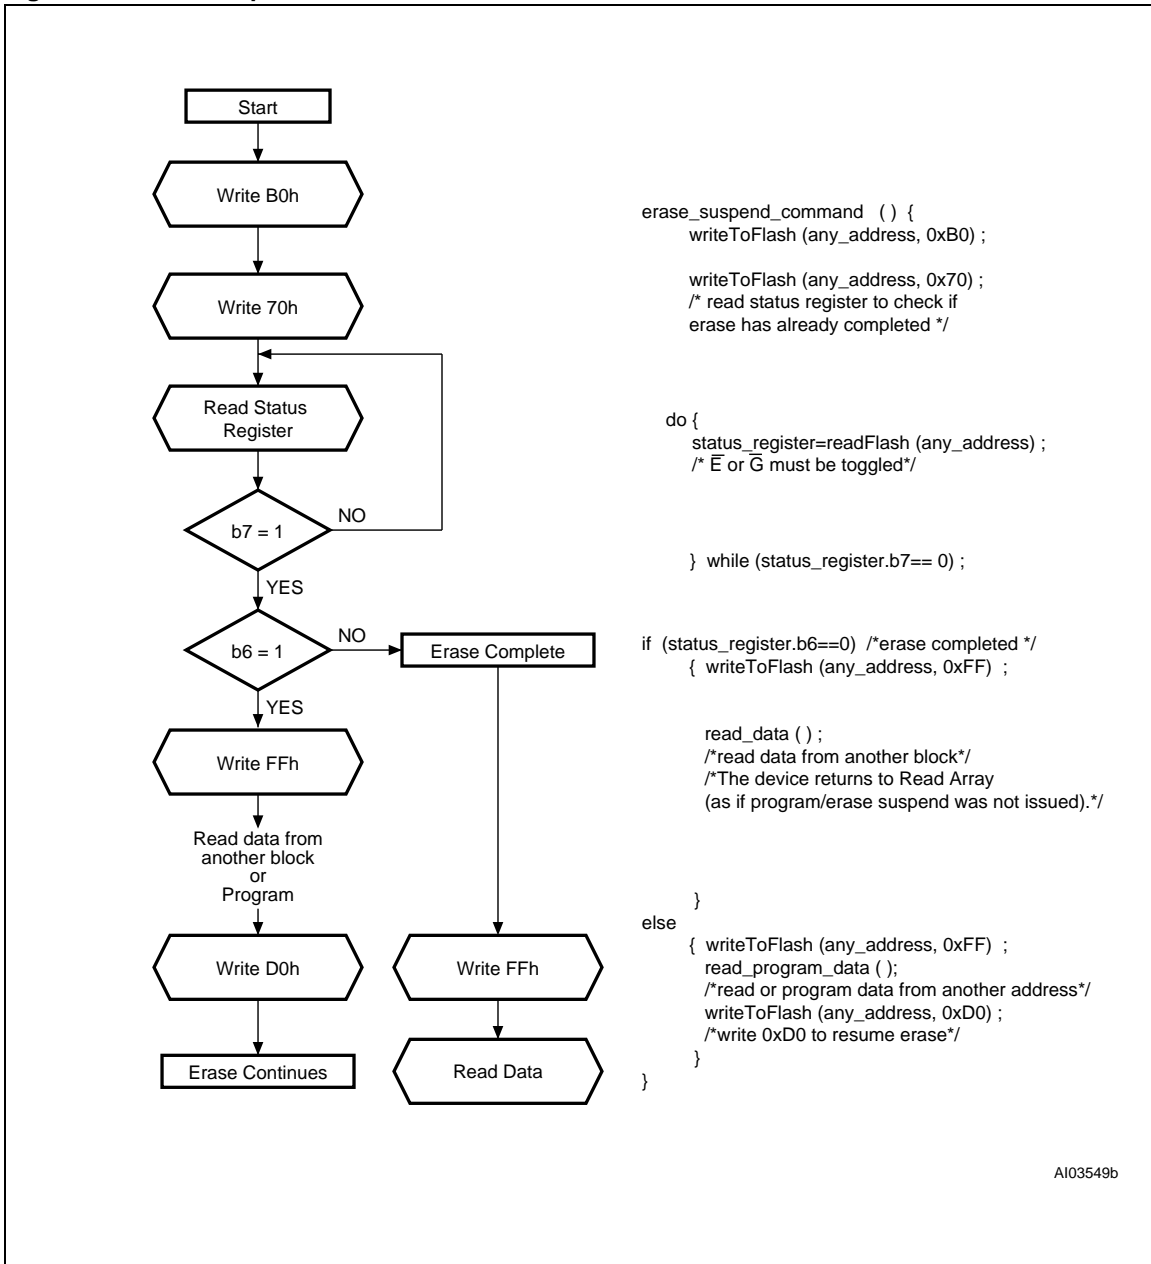 Start
Write B0h
Write 70h
Read Status
Register
b7 = 1
NO
YES
b6 = 1
NO
Erase Complete
YES
Write FFh
Read data from
another block
or
Program
Write D0h
Write FFh
Erase Continues
Read Data
erase_suspend_command ( ) {
writeToFlash (any_address, 0xB0) ;
writeToFlash (any_address, 0x70) ;
/* read status register to check if
erase has already completed */
do {
status_register=readFlash (any_address) ;
/* E̅ or G̅ must be toggled*/
} while (status_register.b7== 0) ;
if (status_register.b6==0) /*erase completed */
{ writeToFlash (any_address, 0xFF) ;
read_data ( ) ;
/*read data from another block*/
/*The device returns to Read Array
(as if program/erase suspend was not issued).*/
}
else
{ writeToFlash (any_address, 0xFF) ;
read_program_data ( );
/*read or program data from another address*/
writeToFlash (any_address, 0xD0) ;
/*write 0xD0 to resume erase*/
}
}
AI03549b